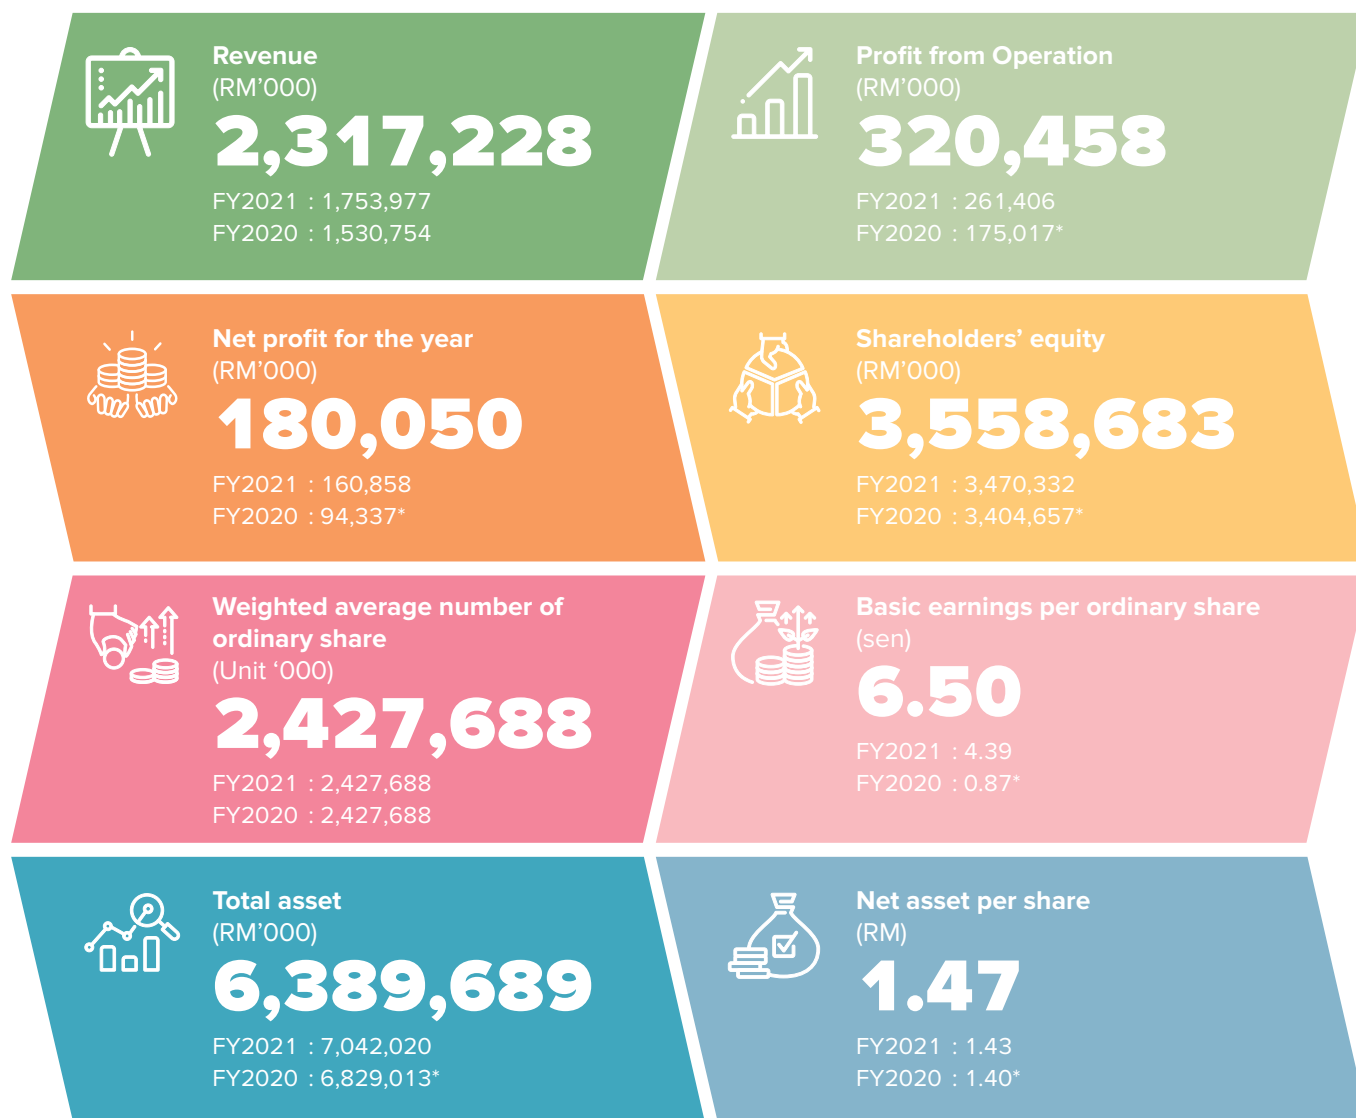 Revenue
(RM’000)
2,317,228
FY2021 : 1,753,977
FY2020 : 1,530,754
Profit from Operation
(RM’000)
320,458
FY2021 : 261,406
FY2020 : 175,017*
Net profit for the year
(RM’000)
180,050
FY2021 : 160,858
FY2020 : 94,337*
Shareholders’ equity
(RM’000)
3,558,683
FY2021 : 3,470,332
FY2020 : 3,404,657*
Weighted average number of
ordinary share
(Unit ‘000)
2,427,688
FY2021 : 2,427,688
FY2020 : 2,427,688
Basic earnings per ordinary share
(sen)
6.50
FY2021 : 4.39
FY2020 : 0.87*
Total asset
(RM’000)
6,389,689
FY2021 : 7,042,020
FY2020 : 6,829,013*
Net asset per share
(RM)
1.47
FY2021 : 1.43
FY2020 : 1.40*